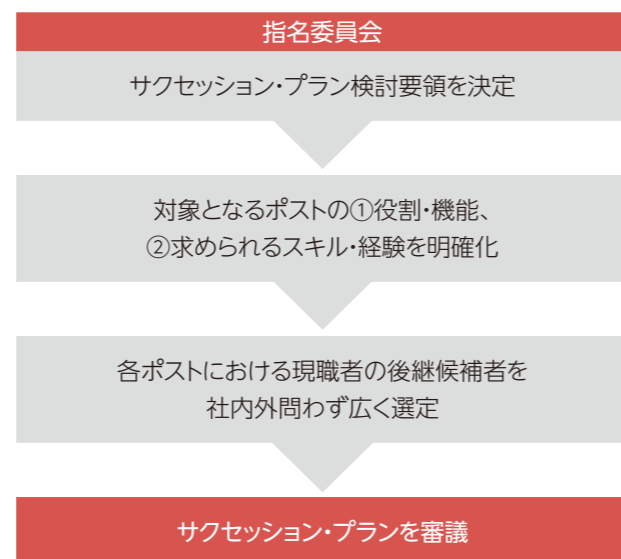 指名委員会
サクセッション・プラン検討要領を決定
対象となるポストの①役割・機能、
②求められるスキル・経験を明確化
各ポストにおける現職者の後継候補者を
社内外問わず広く選定
サクセッション・プランを審議